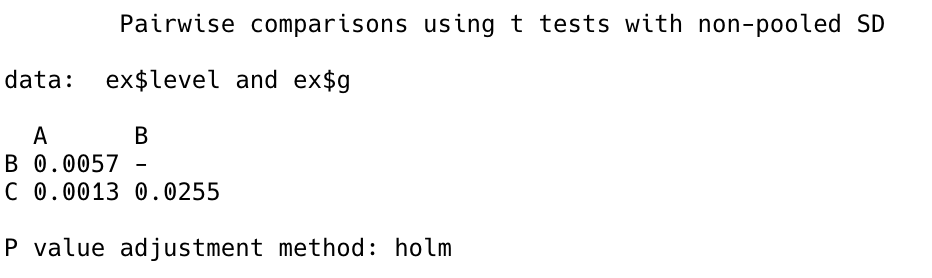 Pairwise comparisons using t tests with non-pooled SD
data:  ex$level and ex$g
  A      B
B 0.0057 -
C 0.0013 0.0255
P value adjustment method: holm